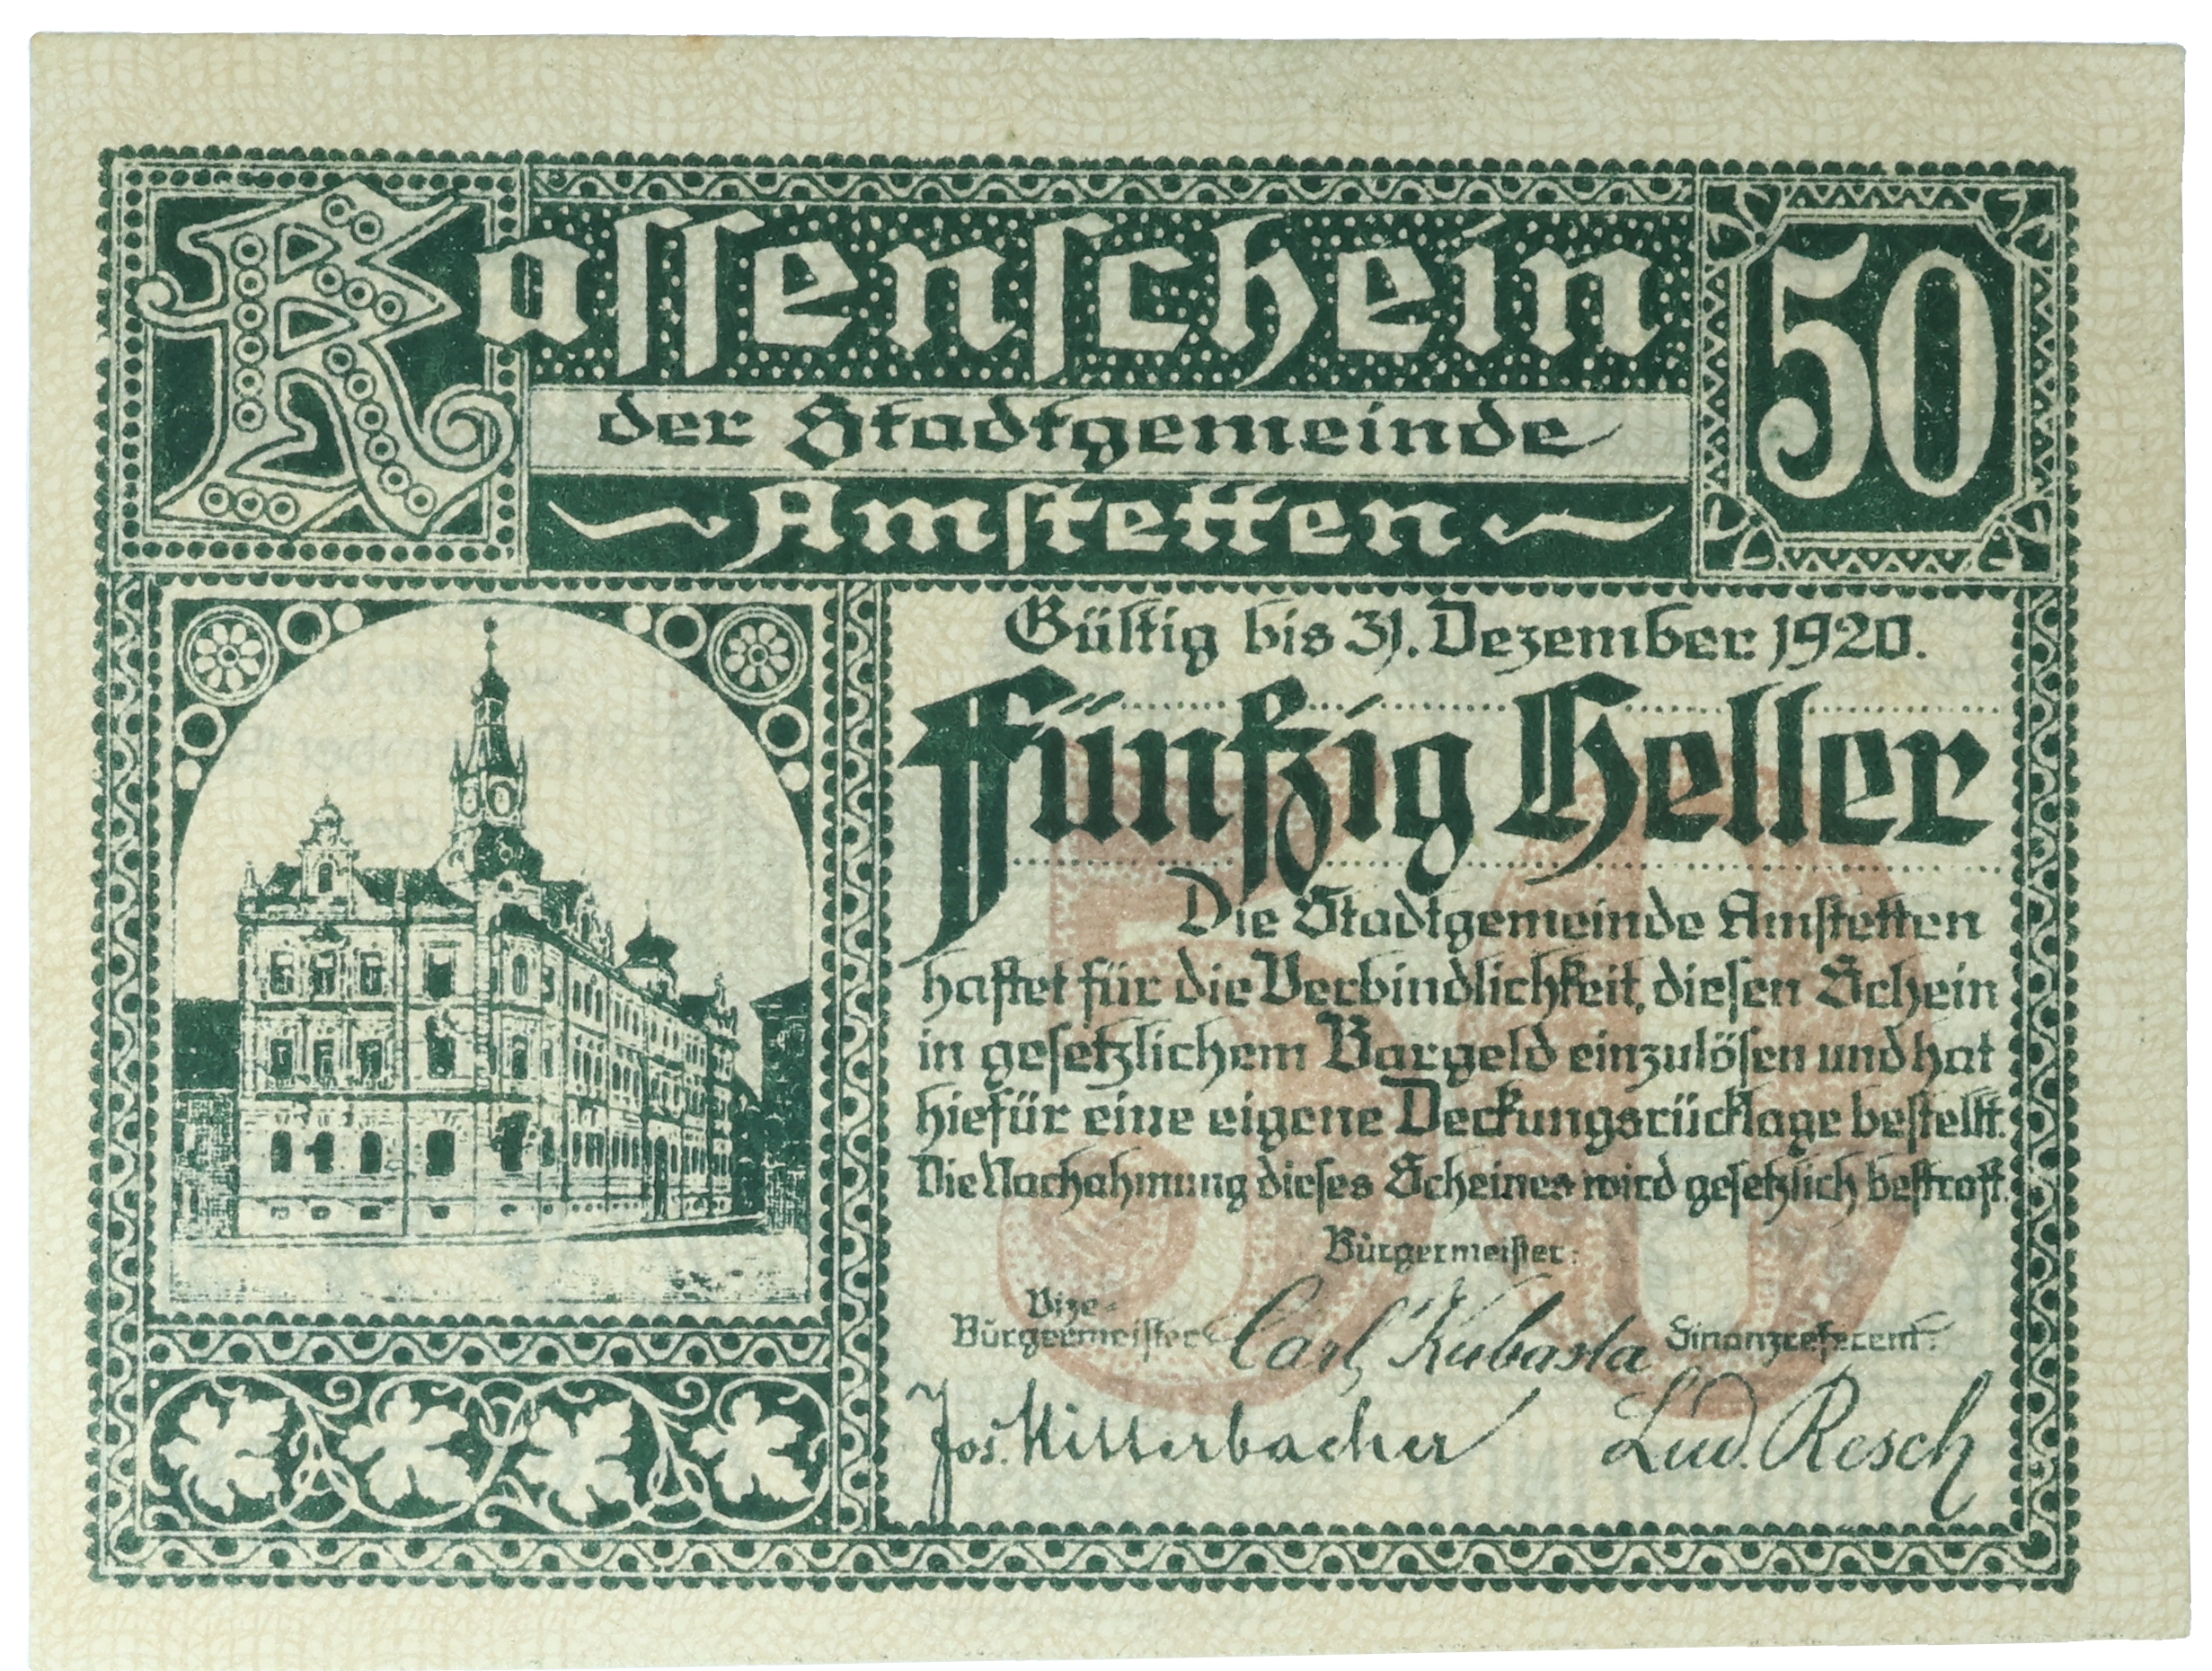 Kassenschein
50
der Stadtgemeinde
Amstetten
Gültig bis 31. Dezember 1920.
Fünfzig Heller
50
Die Stadtgemeinde Amstetten
haftet für die Verbindlichkeit, diesen Schein
in gesetzlichem Bargeld einzulösen und hat
hiefür eine eigene Deckungsrücklage bestellt.
Die Nachahmung dieses Scheines wird gesetzlich bestraft.
Bürgermeister:
Vize-
Bürgermeister:
Carl Kubasta
Finanzreferent:
Jos. Mitterbacher
Lud. Resch